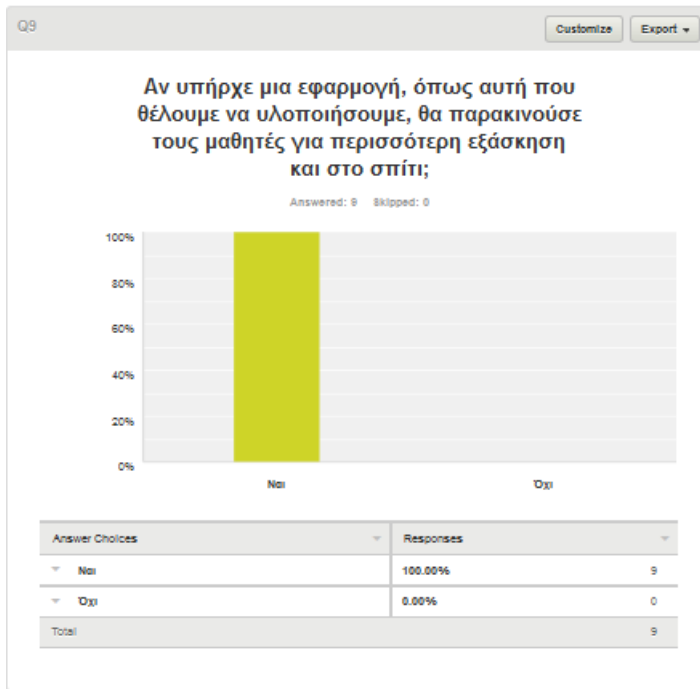 Q9
Customize
Export
Αν υπήρχε μια εφαρμογή, όπως αυτή που
θέλουμε να υλοποιήσουμε, θα παρακινούσε
τους μαθητές για περισσότερη εξάσκηση
και στο σπίτι;
Answered: 9 Skipped: 0
100%
80%
60%
40%
20%
0%
Ναι Όχι
Answer Choices Responses
Ναι 100.00% 9
Όχι 0.00% 0
Total 9